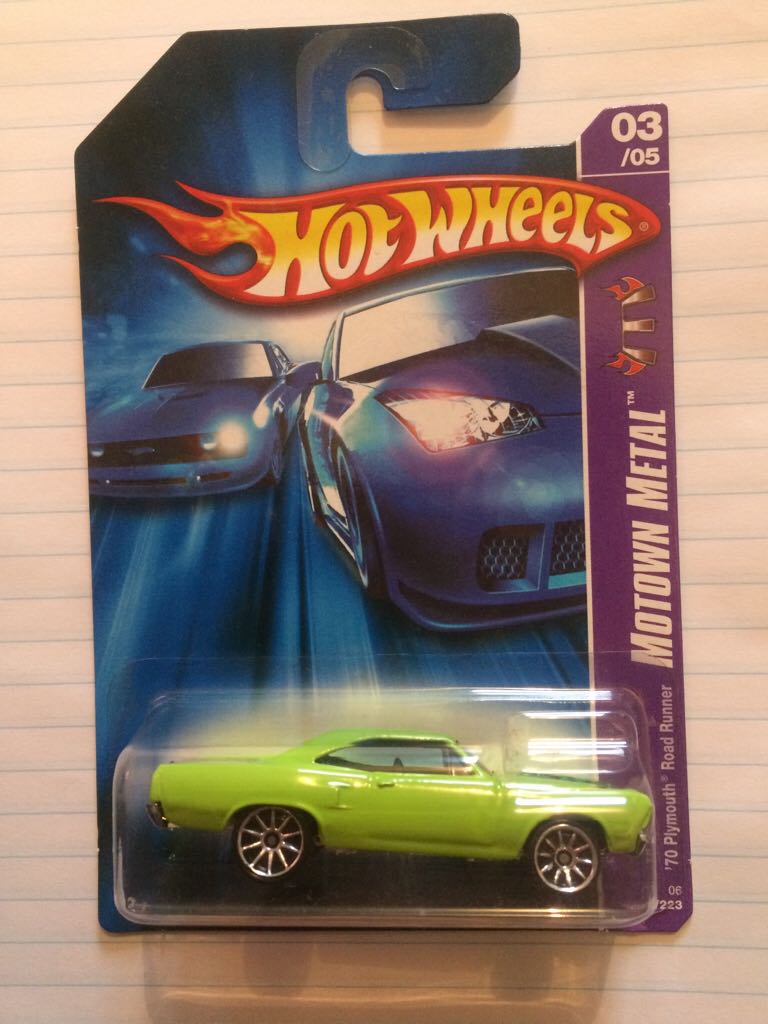 03
/05
HOT WHEELS®
MOTOWN METAL™
'70 Plymouth® Road Runner
06
/223